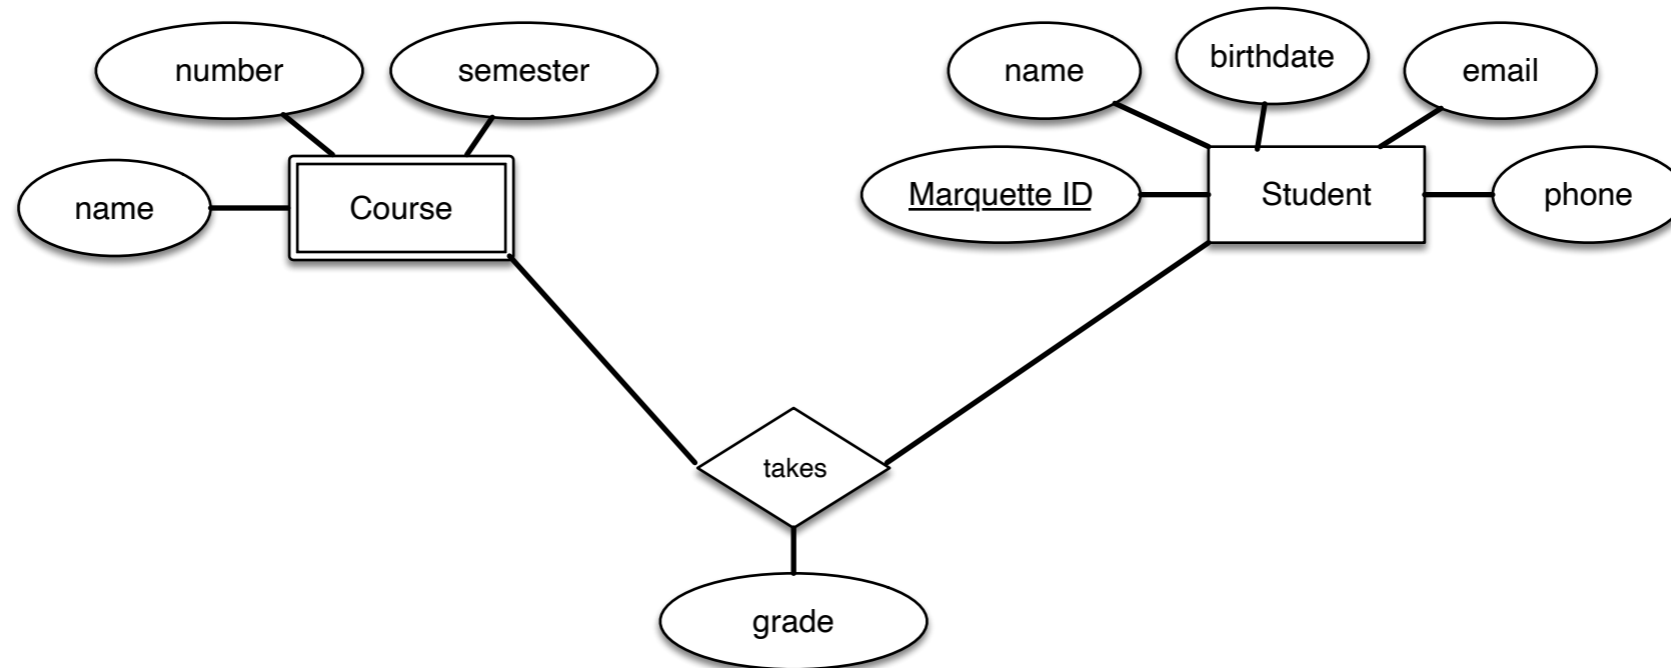 number
semester
name
birthdate
email
name
Course
Marquette ID
Student
phone
takes
grade